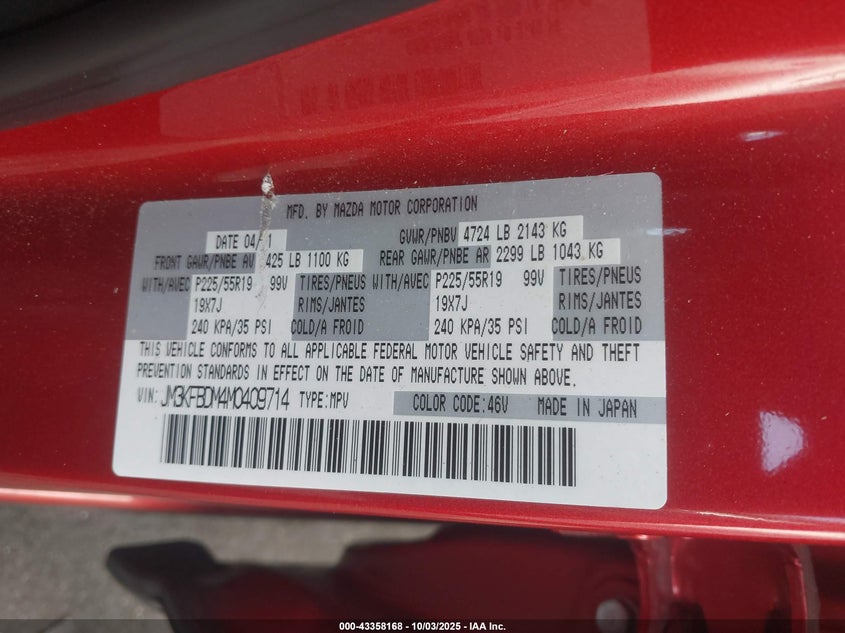 MFD. BY MAZDA MOTOR CORPORATION
DATE 04/ 1 GVWR/PNBV 4724 LB 2143 KG
FRONT GAWR/PNBE AV 425 LB 1100 KG REAR GAWR/PNBE AR 2299 LB 1043 KG
WITH/AVEC P225/55R19 99V TIRES/PNEUS WITH/AVEC P225/55R19 99V TIRES/PNEUS
19X7J RIMS/JANTES 19X7J RIMS/JANTES
240 KPA/35 PSI COLD/A FROID 240 KPA/35 PSI COLD/A FROID
THIS VEHICLE CONFORMS TO ALL APPLICABLE FEDERAL MOTOR VEHICLE SAFETY AND THEFT
PREVENTION STANDARDS IN EFFECT ON THE DATE OF MANUFACTURE SHOWN ABOVE.
VIN: JM3KFBDM4M0409714 TYPE:MPV COLOR CODE:46V MADE IN JAPAN
000-43358168 - 10/03/2025 - IAA Inc.